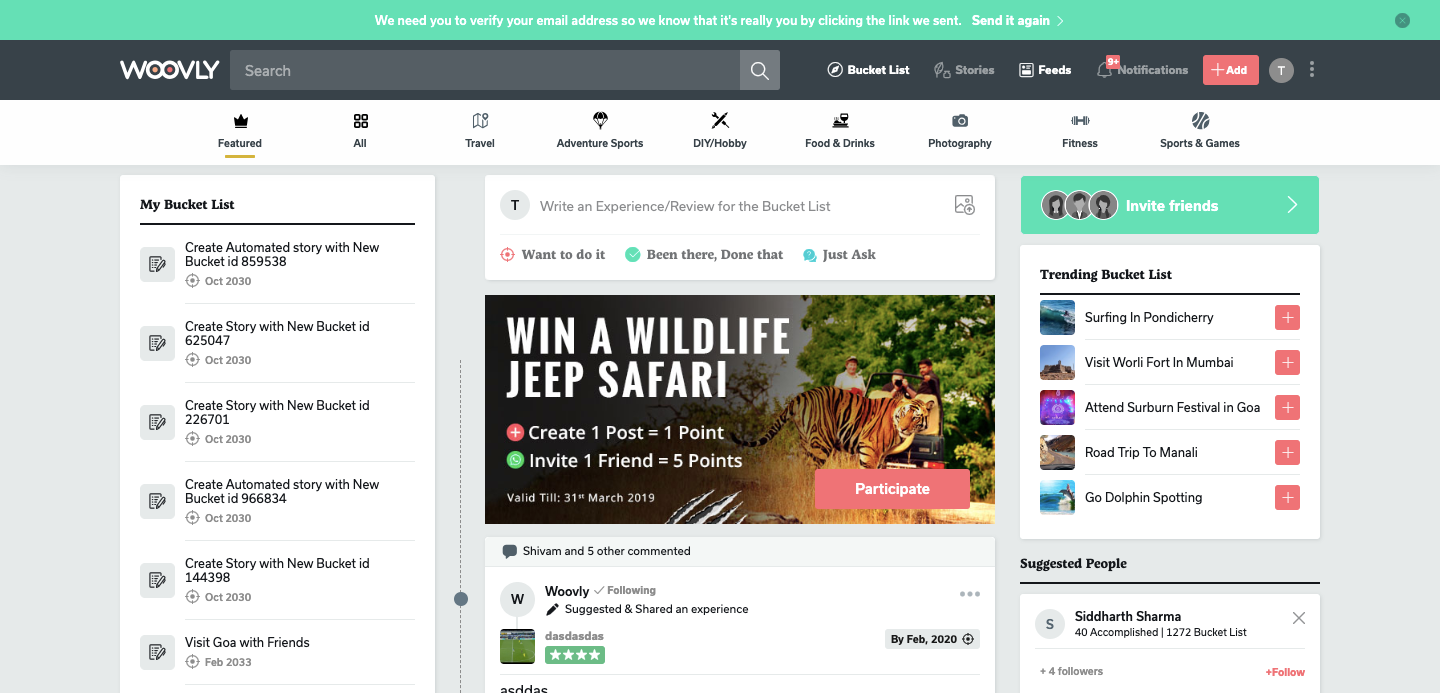 We need you to verify your email address so we know that it's really you by clicking the link we sent. Send it again
WOOVLY
Search
Bucket List
Stories
Feeds
9+
Notifications
Add
T
Featured
All
Travel
Adventure Sports
DIY/Hobby
Food & Drinks
Photography
Fitness
Sports & Games
My Bucket List
Create Automated story with New
Bucket id 859538
Oct 2030
Create Story with New Bucket id
625047
Oct 2030
Create Story with New Bucket id
226701
Oct 2030
Create Automated story with New
Bucket id 966834
Oct 2030
Create Story with New Bucket id
144398
Oct 2030
Visit Goa with Friends
Feb 2033
T
Write an Experience/Review for the Bucket List
Want to do it
Been there, Done that
Just Ask
WIN A WILDLIFE
JEEP SAFARI
Create 1 Post = 1 Point
Invite 1 Friend = 5 Points
Valid Till: 31st March 2019
Participate
Shivam and 5 other commented
W
Woovly
Following
Suggested & Shared an experience
dasdasdas
By Feb, 2020
asddas
Invite friends
Trending Bucket List
Surfing In Pondicherry
Visit Worli Fort In Mumbai
Attend Surburn Festival in Goa
Road Trip To Manali
Go Dolphin Spotting
Suggested People
S
Siddharth Sharma
40 Accomplished | 1272 Bucket List
+ 4 followers
+Follow